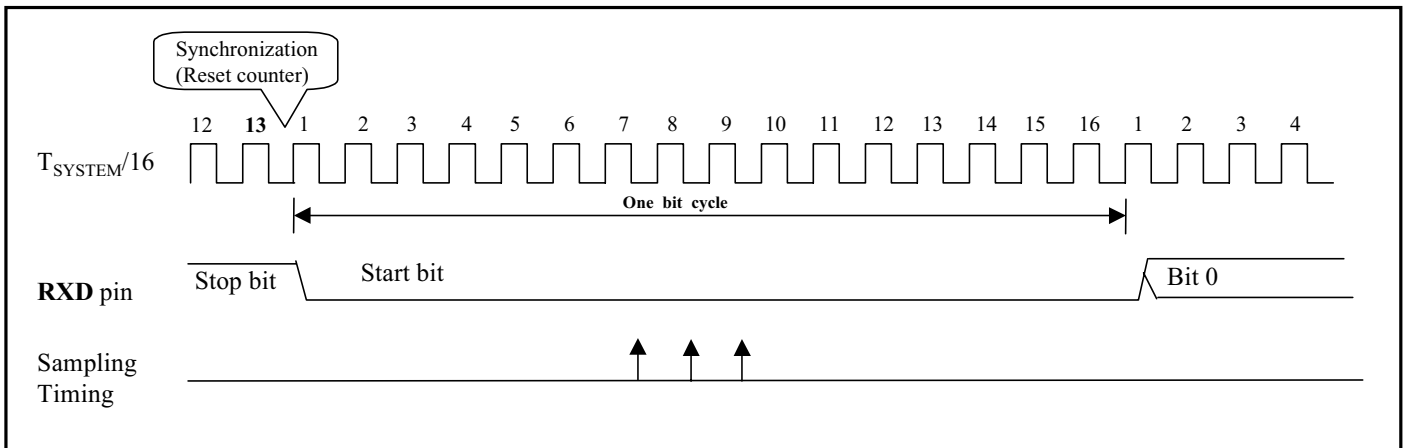 Synchronization
(Reset counter)
12 13 1 2 3 4 5 6 7 8 9 10 11 12 13 14 15 16 1 2 3 4
TSYSTEM/16
One bit cycle
RXD pin
Stop bit
Start bit
Bit 0
Sampling
Timing